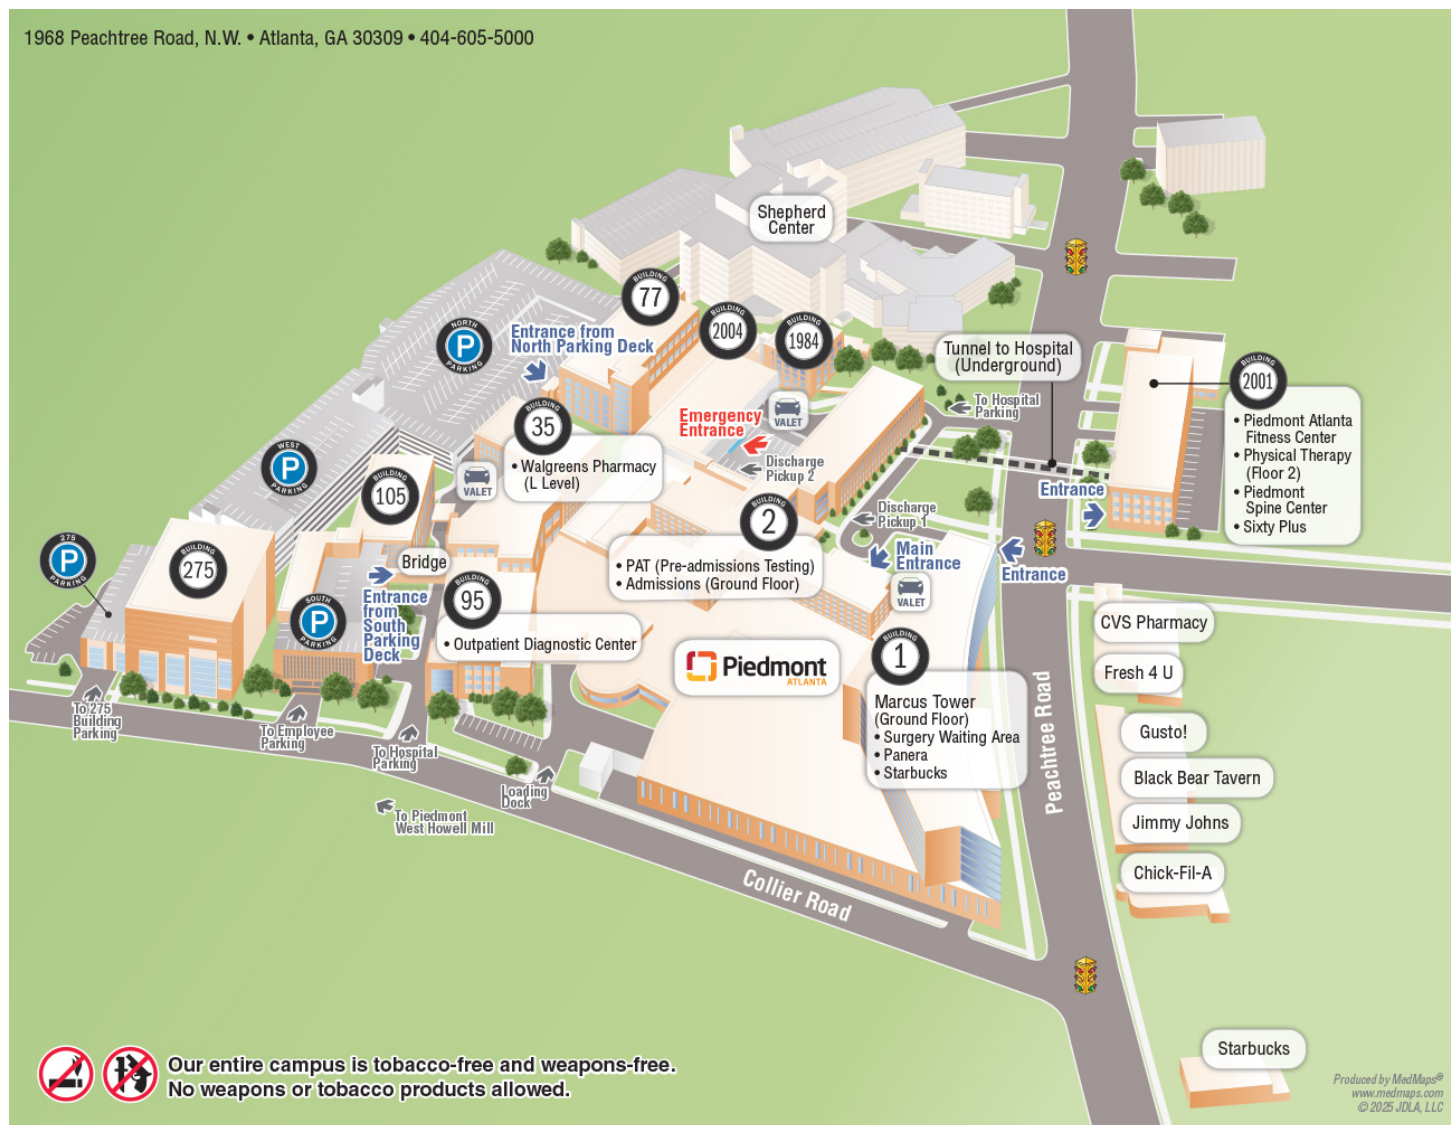 1968 Peachtree Road, N.W. • Atlanta, GA 30309 • 404-605-5000
Shepherd
Center
BUILDING
77
BUILDING
2004
BUILDING
1984
NORTH
P
PARKING
Entrance from
North Parking Deck
Tunnel to Hospital
(Underground)
BUILDING
2001
• Piedmont Atlanta
Fitness Center
• Physical Therapy
(Floor 2)
• Piedmont
Spine Center
• Sixty Plus
To Hospital
Parking
VALET
Emergency
Entrance
Discharge
Pickup 2
BUILDING
35
• Walgreens Pharmacy
(L Level)
VALET
WEST
P
PARKING
BUILDING
105
Entrance
BUILDING
2
• PAT (Pre-admissions Testing)
• Admissions (Ground Floor)
Discharge
Pickup 1
Main
Entrance
VALET
Entrance
275
P
PARKING
BUILDING
275
Bridge
Entrance
from
South
Parking
Deck
SOUTH
P
PARKING
BUILDING
95
• Outpatient Diagnostic Center
Piedmont
ATLANTA
BUILDING
1
Marcus Tower
(Ground Floor)
• Surgery Waiting Area
• Panera
• Starbucks
CVS Pharmacy
Fresh 4 U
Gusto!
Black Bear Tavern
Jimmy Johns
Chick-Fil-A
Peachtree Road
To 275
Building
Parking
To Employee
Parking
To Hospital
Parking
Loading
Dock
To Piedmont
West Howell Mill
Collier Road
Starbucks
Our entire campus is tobacco-free and weapons-free.
No weapons or tobacco products allowed.
Produced by MedMaps®
www.medmaps.com
© 2025 JDLA, LLC